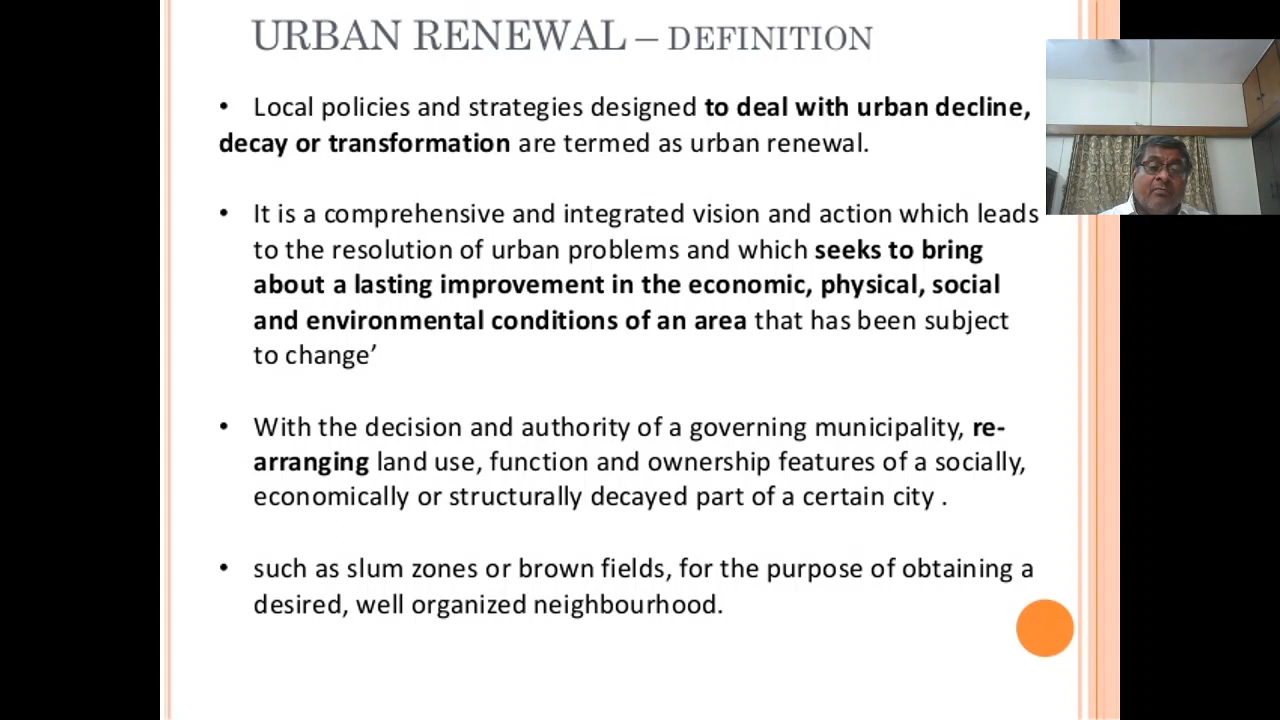 URBAN RENEWAL – DEFINITION
• Local policies and strategies designed to deal with urban decline,
decay or transformation are termed as urban renewal.
• It is a comprehensive and integrated vision and action which leads
to the resolution of urban problems and which seeks to bring
about a lasting improvement in the economic, physical, social
and environmental conditions of an area that has been subject
to change’
• With the decision and authority of a governing municipality, re-
arranging land use, function and ownership features of a socially,
economically or structurally decayed part of a certain city .
• such as slum zones or brown fields, for the purpose of obtaining a
desired, well organized neighbourhood.